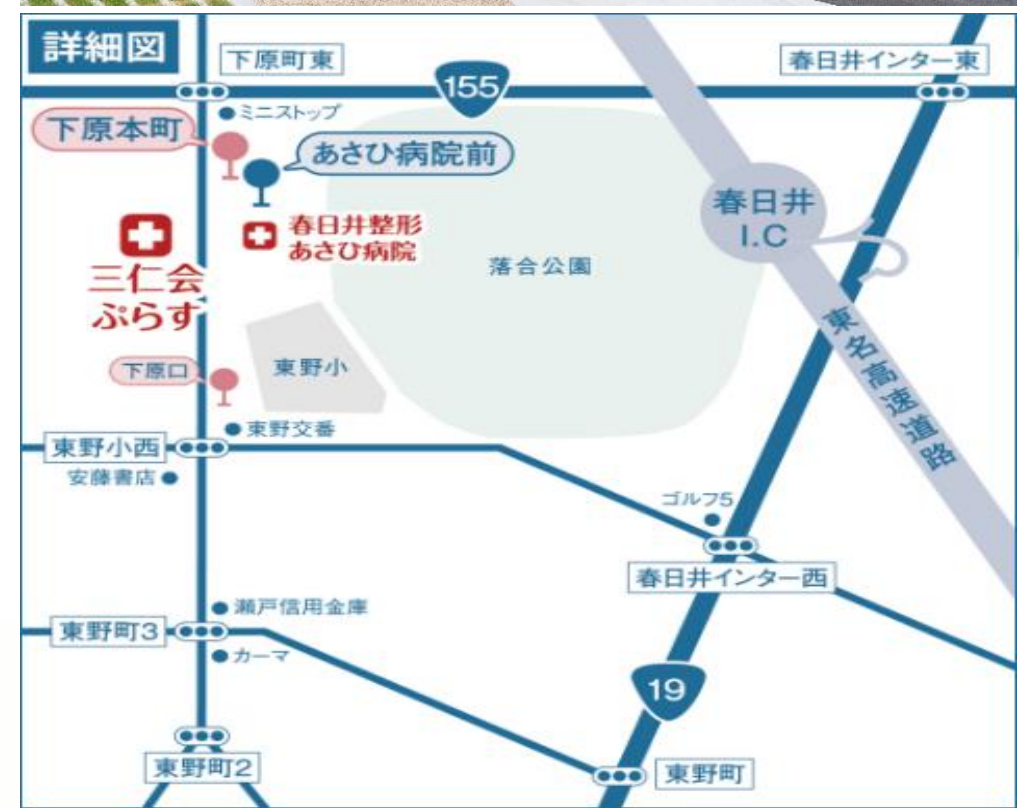 詳細図
下原町東
春日井インター東
155
ミニストップ
下原本町
あさひ病院前
春日井
I.C
春日井整形
あさひ病院
三仁会
ぷらす
落合公園
東名高速道路
下原口
東野小
東野交番
東野小西
安藤書店
ゴルフ5
春日井インター西
瀬戸信用金庫
東野町3
カーマ
19
東野町2
東野町